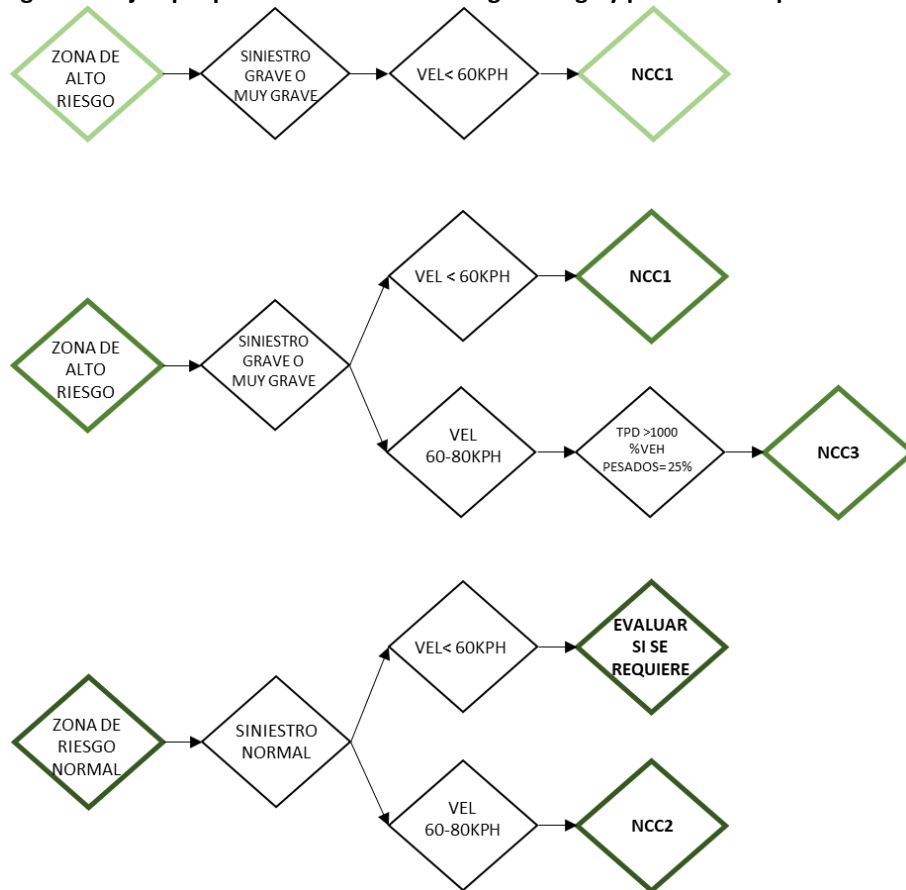 ZONA DE
ALTO
RIESGO
SINIESTRO
GRAVE O
MUY GRAVE
VEL< 60KPH
NCC1
VEL < 60KPH
NCC1
ZONA DE
ALTO
RIESGO
SINIESTRO
GRAVE O
MUY GRAVE
VEL
60-80KPH
TPD >1000
%VEH
PESADOS= 25%
NCC3
VEL< 60KPH
EVALUAR
SI SE
REQUIERE
ZONA DE
RIESGO
NORMAL
SINIESTRO
NORMAL
VEL
60-80KPH
NCC2